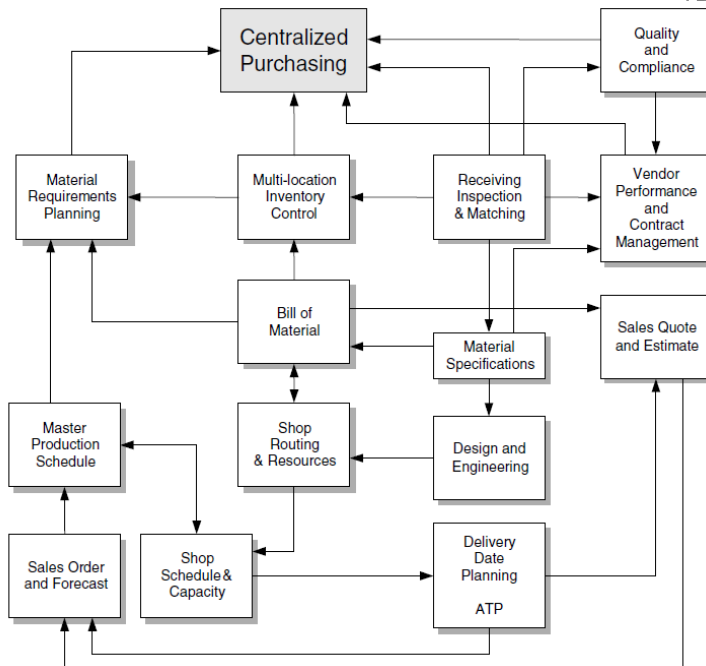 Centralized
Purchasing
Quality
and
Compliance
Material
Requirements
Planning
Multi-location
Inventory
Control
Receiving
Inspection
& Matching
Vendor
Performance
and
Contract
Management
Bill of
Material
Material
Specifications
Sales Quote
and Estimate
Master
Production
Schedule
Shop
Routing
& Resources
Design and
Engineering
Sales Order
and Forecast
Shop
Schedule &
Capacity
Delivery
Date
Planning
ATP